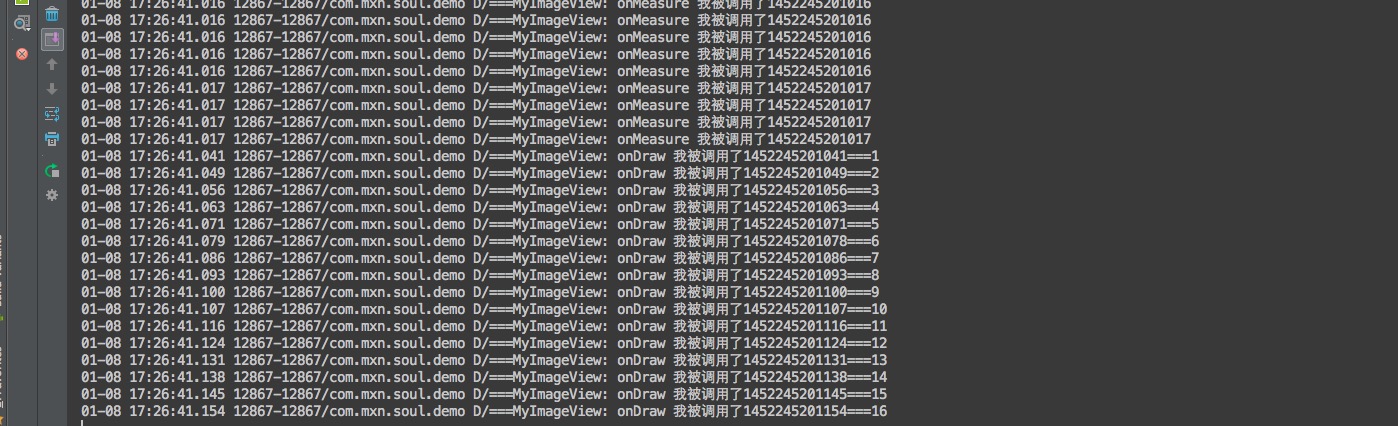 01-08 17:26:41.016 12867-12867/com.mxn.soul.demo D/===MyImageView: onMeasure 我被调用了1452245201016
01-08 17:26:41.016 12867-12867/com.mxn.soul.demo D/===MyImageView: onMeasure 我被调用了1452245201016
01-08 17:26:41.016 12867-12867/com.mxn.soul.demo D/===MyImageView: onMeasure 我被调用了1452245201016
01-08 17:26:41.016 12867-12867/com.mxn.soul.demo D/===MyImageView: onMeasure 我被调用了1452245201016
01-08 17:26:41.016 12867-12867/com.mxn.soul.demo D/===MyImageView: onMeasure 我被调用了1452245201016
01-08 17:26:41.017 12867-12867/com.mxn.soul.demo D/===MyImageView: onMeasure 我被调用了1452245201017
01-08 17:26:41.017 12867-12867/com.mxn.soul.demo D/===MyImageView: onMeasure 我被调用了1452245201017
01-08 17:26:41.017 12867-12867/com.mxn.soul.demo D/===MyImageView: onMeasure 我被调用了1452245201017
01-08 17:26:41.017 12867-12867/com.mxn.soul.demo D/===MyImageView: onMeasure 我被调用了1452245201017
01-08 17:26:41.041 12867-12867/com.mxn.soul.demo D/===MyImageView: onDraw 我被调用了1452245201041===1
01-08 17:26:41.049 12867-12867/com.mxn.soul.demo D/===MyImageView: onDraw 我被调用了1452245201049===2
01-08 17:26:41.056 12867-12867/com.mxn.soul.demo D/===MyImageView: onDraw 我被调用了1452245201056===3
01-08 17:26:41.063 12867-12867/com.mxn.soul.demo D/===MyImageView: onDraw 我被调用了1452245201063===4
01-08 17:26:41.071 12867-12867/com.mxn.soul.demo D/===MyImageView: onDraw 我被调用了1452245201071===5
01-08 17:26:41.079 12867-12867/com.mxn.soul.demo D/===MyImageView: onDraw 我被调用了1452245201078===6
01-08 17:26:41.086 12867-12867/com.mxn.soul.demo D/===MyImageView: onDraw 我被调用了1452245201086===7
01-08 17:26:41.093 12867-12867/com.mxn.soul.demo D/===MyImageView: onDraw 我被调用了1452245201093===8
01-08 17:26:41.100 12867-12867/com.mxn.soul.demo D/===MyImageView: onDraw 我被调用了1452245201100===9
01-08 17:26:41.107 12867-12867/com.mxn.soul.demo D/===MyImageView: onDraw 我被调用了1452245201107===10
01-08 17:26:41.116 12867-12867/com.mxn.soul.demo D/===MyImageView: onDraw 我被调用了1452245201116===11
01-08 17:26:41.124 12867-12867/com.mxn.soul.demo D/===MyImageView: onDraw 我被调用了1452245201124===12
01-08 17:26:41.131 12867-12867/com.mxn.soul.demo D/===MyImageView: onDraw 我被调用了1452245201131===13
01-08 17:26:41.138 12867-12867/com.mxn.soul.demo D/===MyImageView: onDraw 我被调用了1452245201138===14
01-08 17:26:41.145 12867-12867/com.mxn.soul.demo D/===MyImageView: onDraw 我被调用了1452245201145===15
01-08 17:26:41.154 12867-12867/com.mxn.soul.demo D/===MyImageView: onDraw 我被调用了1452245201154===16